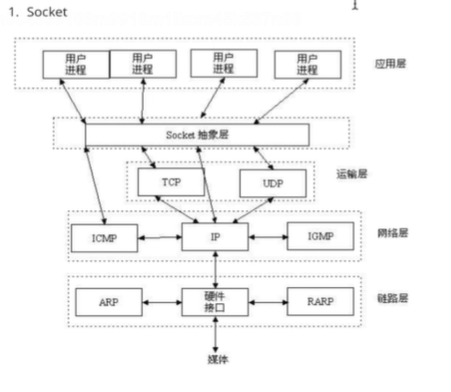 1. Socket
用户进程 用户进程 用户进程 用户进程 应用层
Socket 抽象层
TCP UDP 运输层
ICMP IP IGMP 网络层
ARP 硬件接口 RARP 链路层
媒体